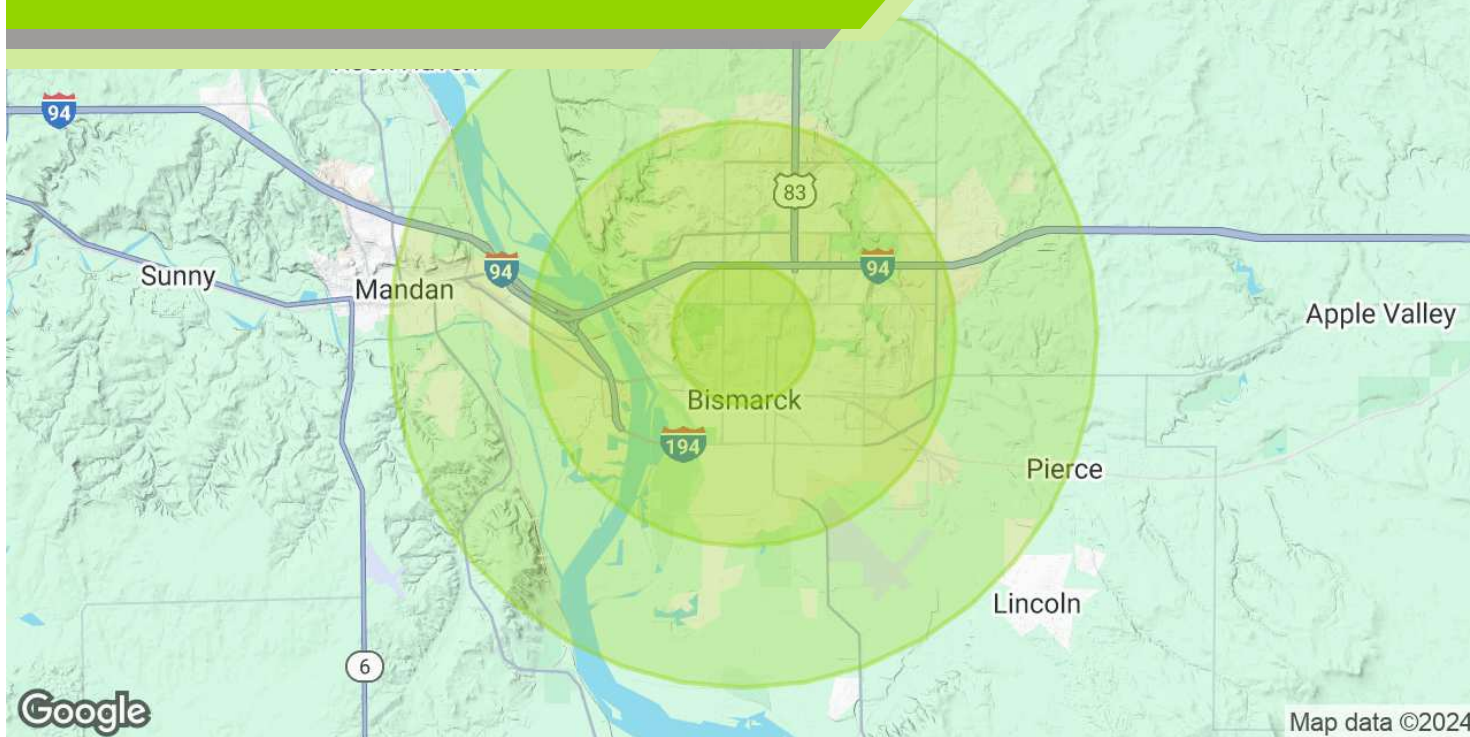 94
83
Sunny
Mandan
94
94
Apple Valley
Bismarck
194
Pierce
Lincoln
6
Google
Map data ©2024